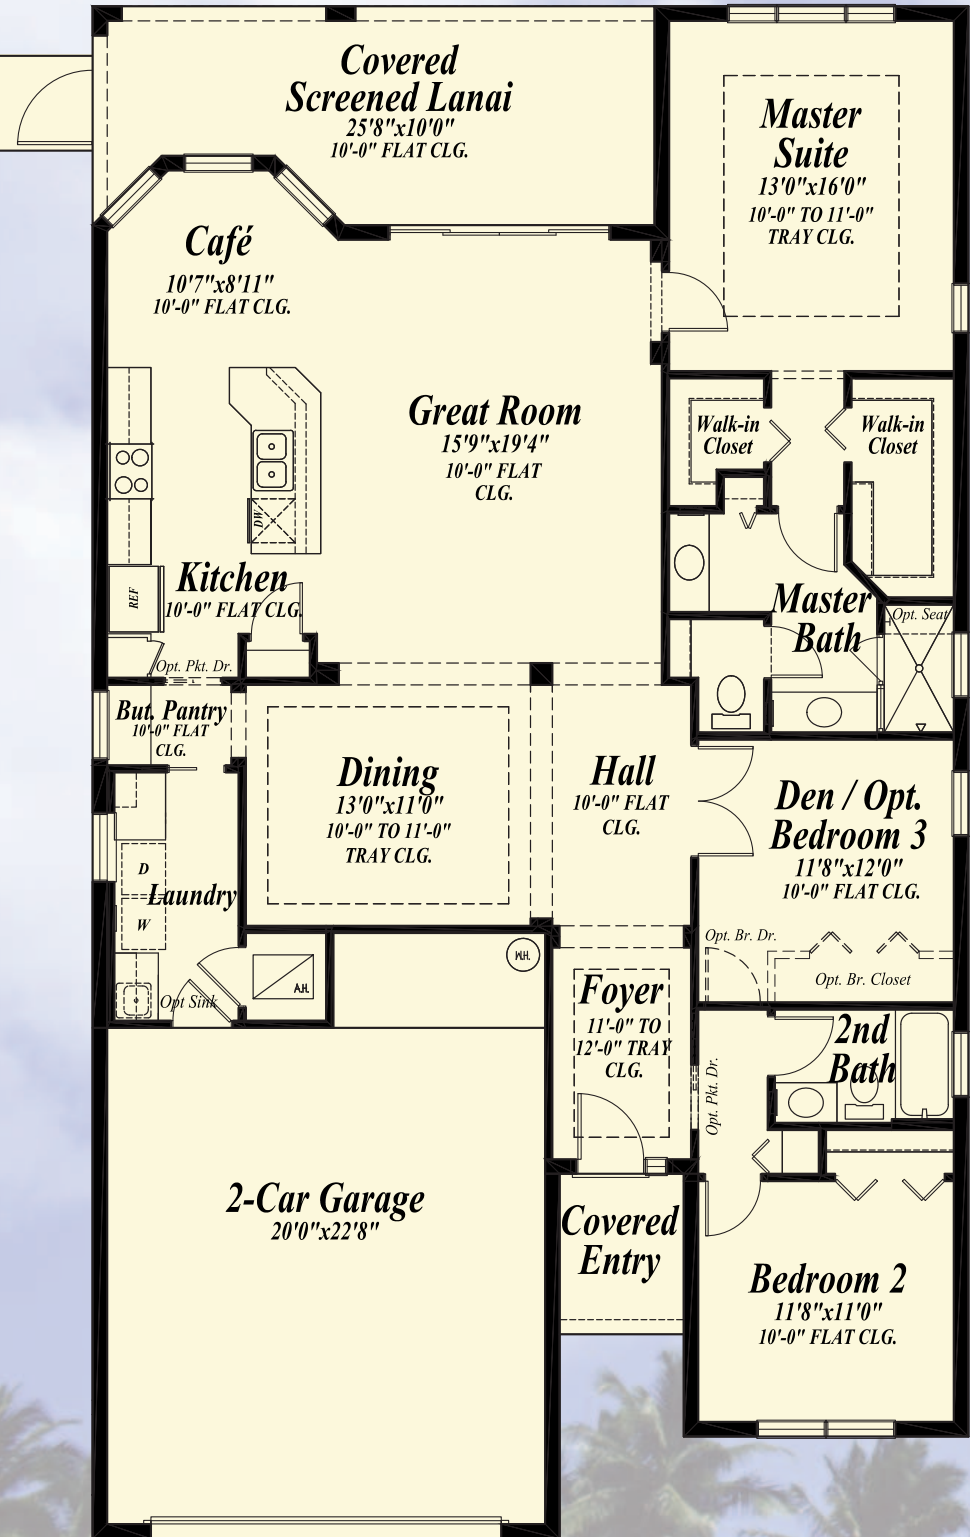 Covered
Screened Lanai
25'8"x10'0"
10'-0" FLAT CLG.
Master
Suite
13'0"x16'0"
10'-0" TO 11'-0"
TRAY CLG.
Café
10'7"x8'11"
10'-0" FLAT CLG.
Great Room
15'9"x19'4"
10'-0" FLAT
CLG.
Walk-in
Closet
Walk-in
Closet
DW
Kitchen
10'-0" FLAT CLG.
REF
Opt. Pkt. Dr.
Master
Bath
Opt. Seat
But. Pantry
10'-0" FLAT
CLG.
Dining
13'0"x11'0"
10'-0" TO 11'-0"
TRAY CLG.
Hall
10'-0" FLAT
CLG.
Den / Opt.
Bedroom 3
11'8"x12'0"
10'-0" FLAT CLG.
D
Laundry
W
Opt. Br. Dr.
Opt. Br. Closet
W.H.
A.H.
Opt Sink
Foyer
11'-0" TO
12'-0" TRAY
CLG.
Opt. Pkt. Dr.
2nd
Bath
2-Car Garage
20'0"x22'8"
Covered
Entry
Bedroom 2
11'8"x11'0"
10'-0" FLAT CLG.